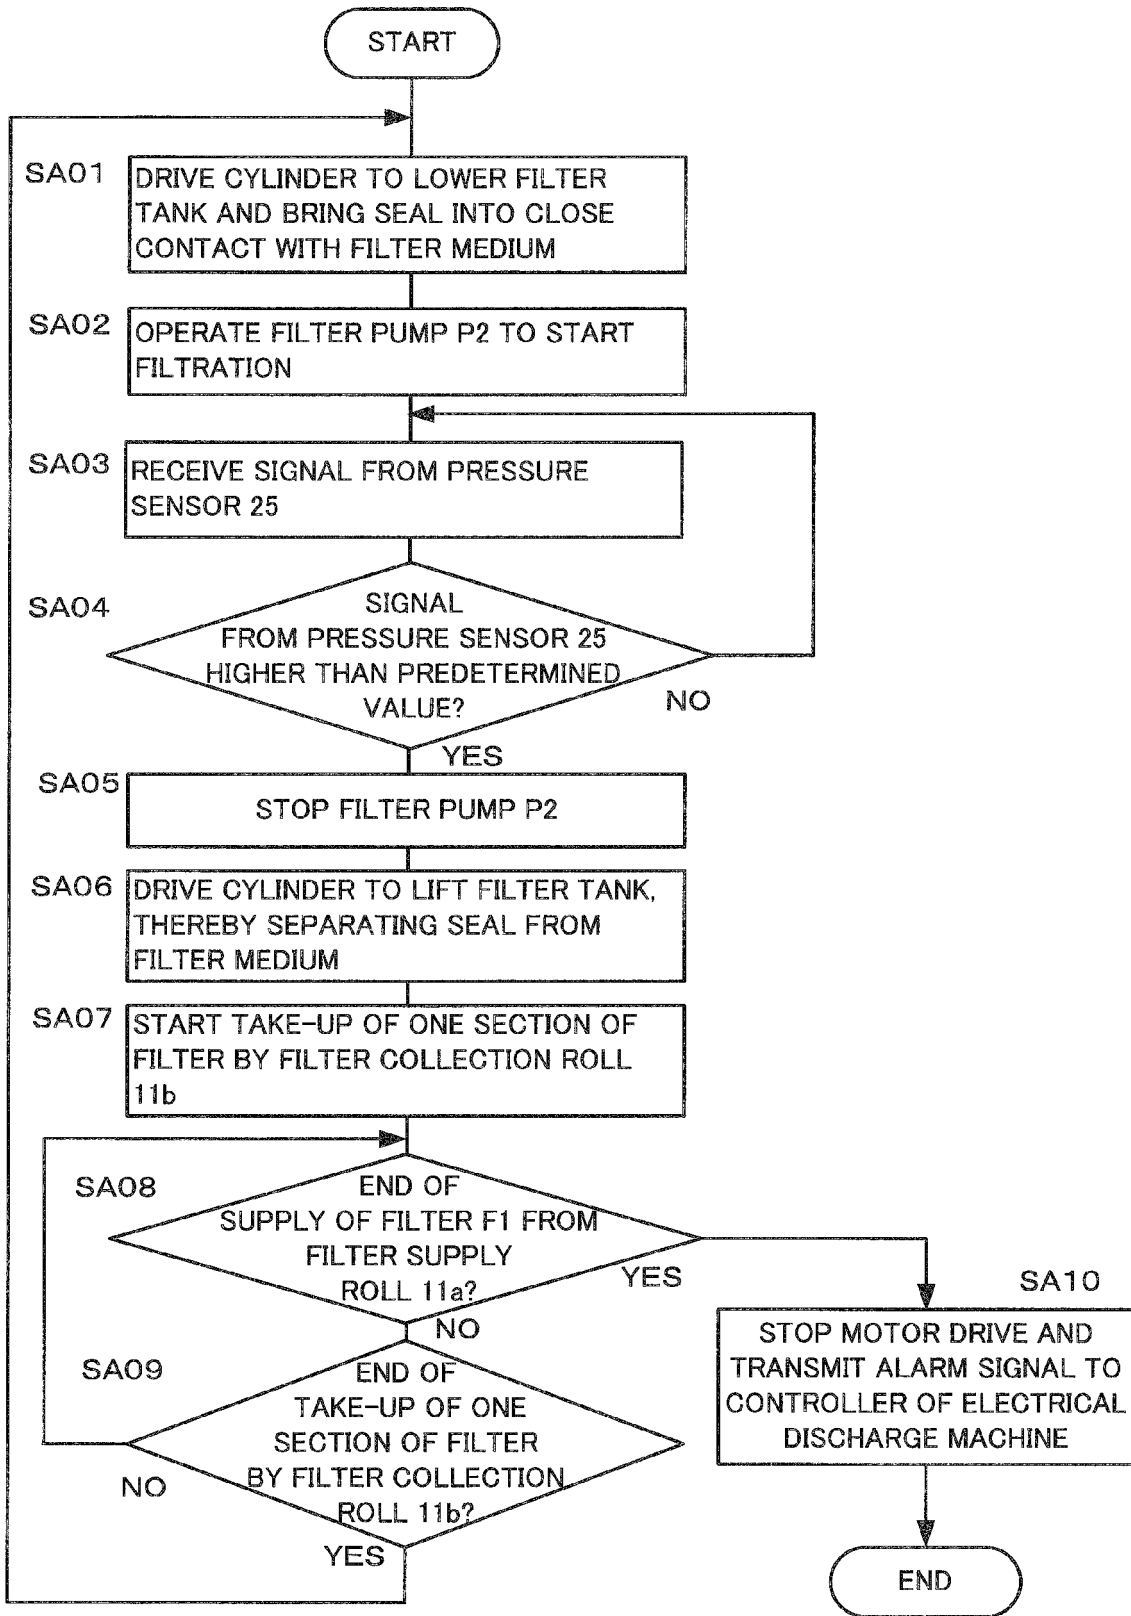 START
SA01
DRIVE CYLINDER TO LOWER FILTER
TANK AND BRING SEAL INTO CLOSE
CONTACT WITH FILTER MEDIUM
SA02
OPERATE FILTER PUMP P2 TO START
FILTRATION
SA03
RECEIVE SIGNAL FROM PRESSURE
SENSOR 25
SA04
SIGNAL
FROM PRESSURE SENSOR 25
HIGHER THAN PREDETERMINED
VALUE?
NO
YES
SA05
STOP FILTER PUMP P2
SA06
DRIVE CYLINDER TO LIFT FILTER TANK,
THEREBY SEPARATING SEAL FROM
FILTER MEDIUM
SA07
START TAKE-UP OF ONE SECTION OF
FILTER BY FILTER COLLECTION ROLL
11b
SA08
END OF
SUPPLY OF FILTER F1 FROM
FILTER SUPPLY
ROLL 11a?
YES
NO
SA09
END OF
TAKE-UP OF ONE
SECTION OF FILTER
BY FILTER COLLECTION
ROLL 11b?
NO
YES
SA10
STOP MOTOR DRIVE AND
TRANSMIT ALARM SIGNAL TO
CONTROLLER OF ELECTRICAL
DISCHARGE MACHINE
END